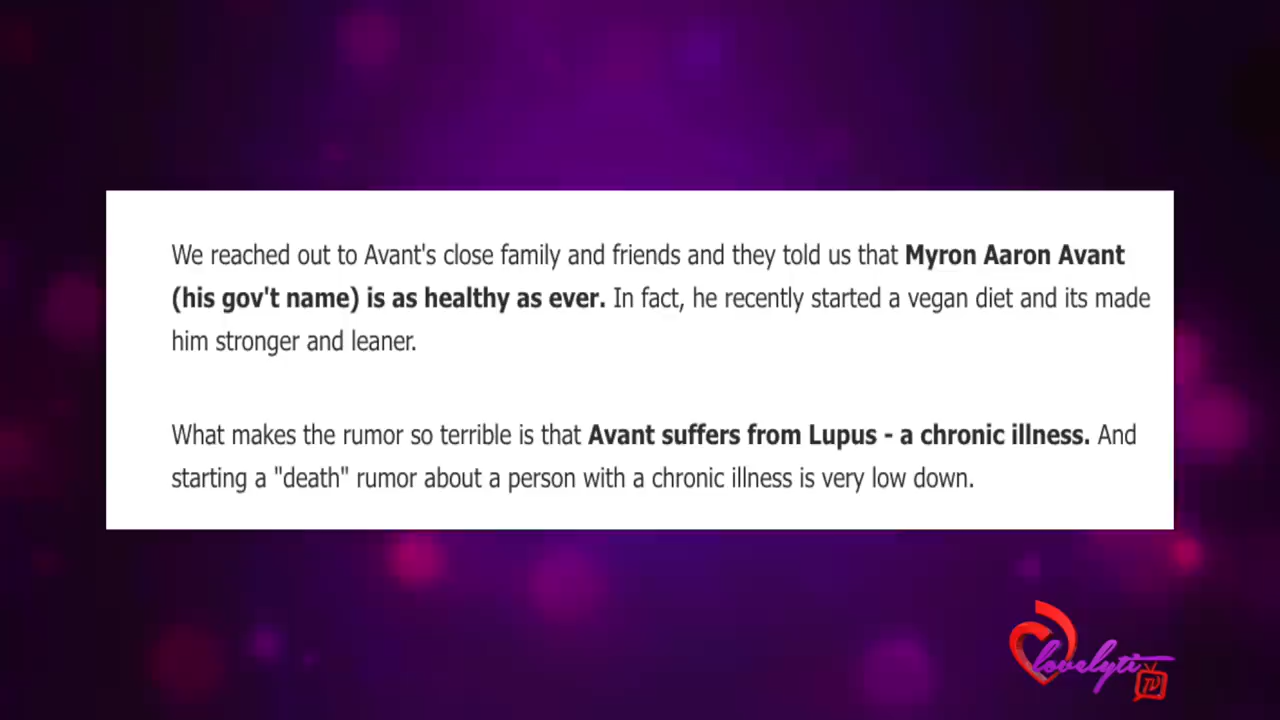 We reached out to Avant's close family and friends and they told us that Myron Aaron Avant
(his gov't name) is as healthy as ever. In fact, he recently started a vegan diet and its made
him stronger and leaner.
What makes the rumor so terrible is that Avant suffers from Lupus - a chronic illness. And
starting a "death" rumor about a person with a chronic illness is very low down.
lovelyti
TV